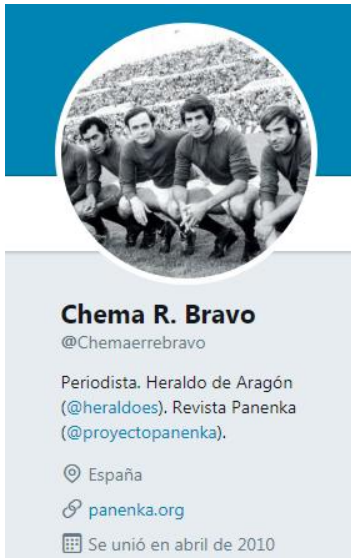 Chema R. Bravo
@Chemaerrebravo
Periodista. Heraldo de Aragón
(@heraldoes). Revista Panenka
(@proyectopanenka).
España
panenka.org
Se unió en abril de 2010